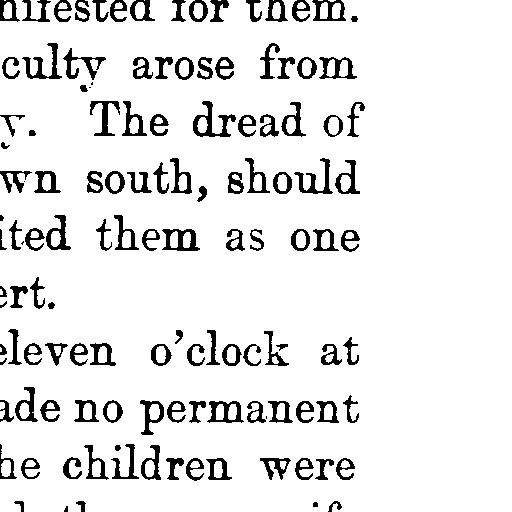 nifested for them.
culty arose from
y. The dread of
wn south, should
ited them as one
ert.
eleven o'clock at
ade no permanent
he children were